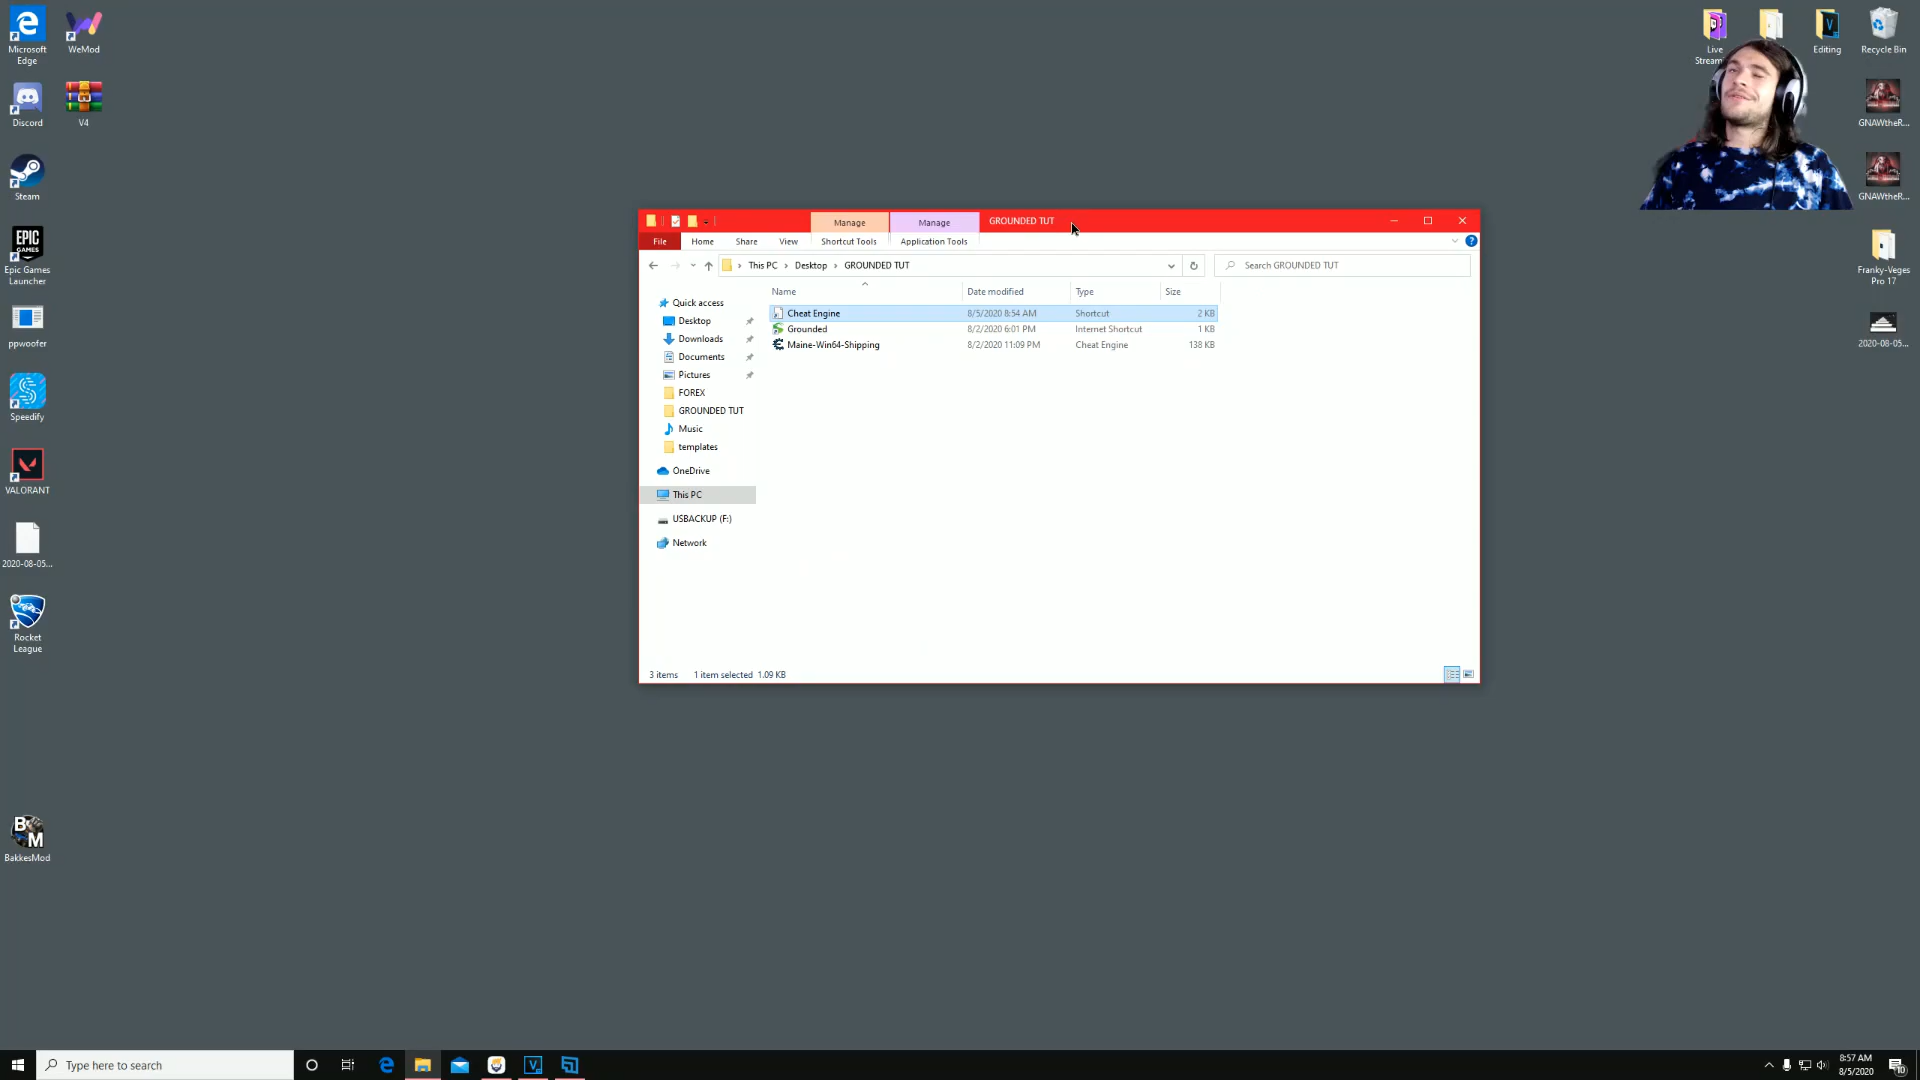 Microsoft
Edge
WeMod
Discord
V4
Steam
Epic Games
Launcher
ppwoofer
Speedify
VALORANT
2020-08-05...
Rocket
League
BakkesMod
Live
Stream
Editing
Recycle Bin
GNAWtheR...
GNAWtheR...
Franky-Veges
Pro 17
2020-08-05...
Manage
Manage
GROUNDED TUT
File
Home
Share
View
Shortcut Tools
Application Tools
This PC
Desktop
GROUNDED TUT
Search GROUNDED TUT
Name
Date modified
Type
Size
Cheat Engine 8/5/2020 8:54 AM Shortcut 2 KB
Grounded 8/2/2020 6:01 PM Internet Shortcut 1 KB
Maine-Win64-Shipping 8/2/2020 11:09 PM Cheat Engine 138 KB
Quick access
Desktop
Downloads
Documents
Pictures
FOREX
GROUNDED TUT
Music
templates
OneDrive
This PC
USBACKUP (F:)
Network
3 items 1 item selected 1.09 KB
Type here to search
8:57 AM
8/5/2020
EPIC
GAMES
B
M